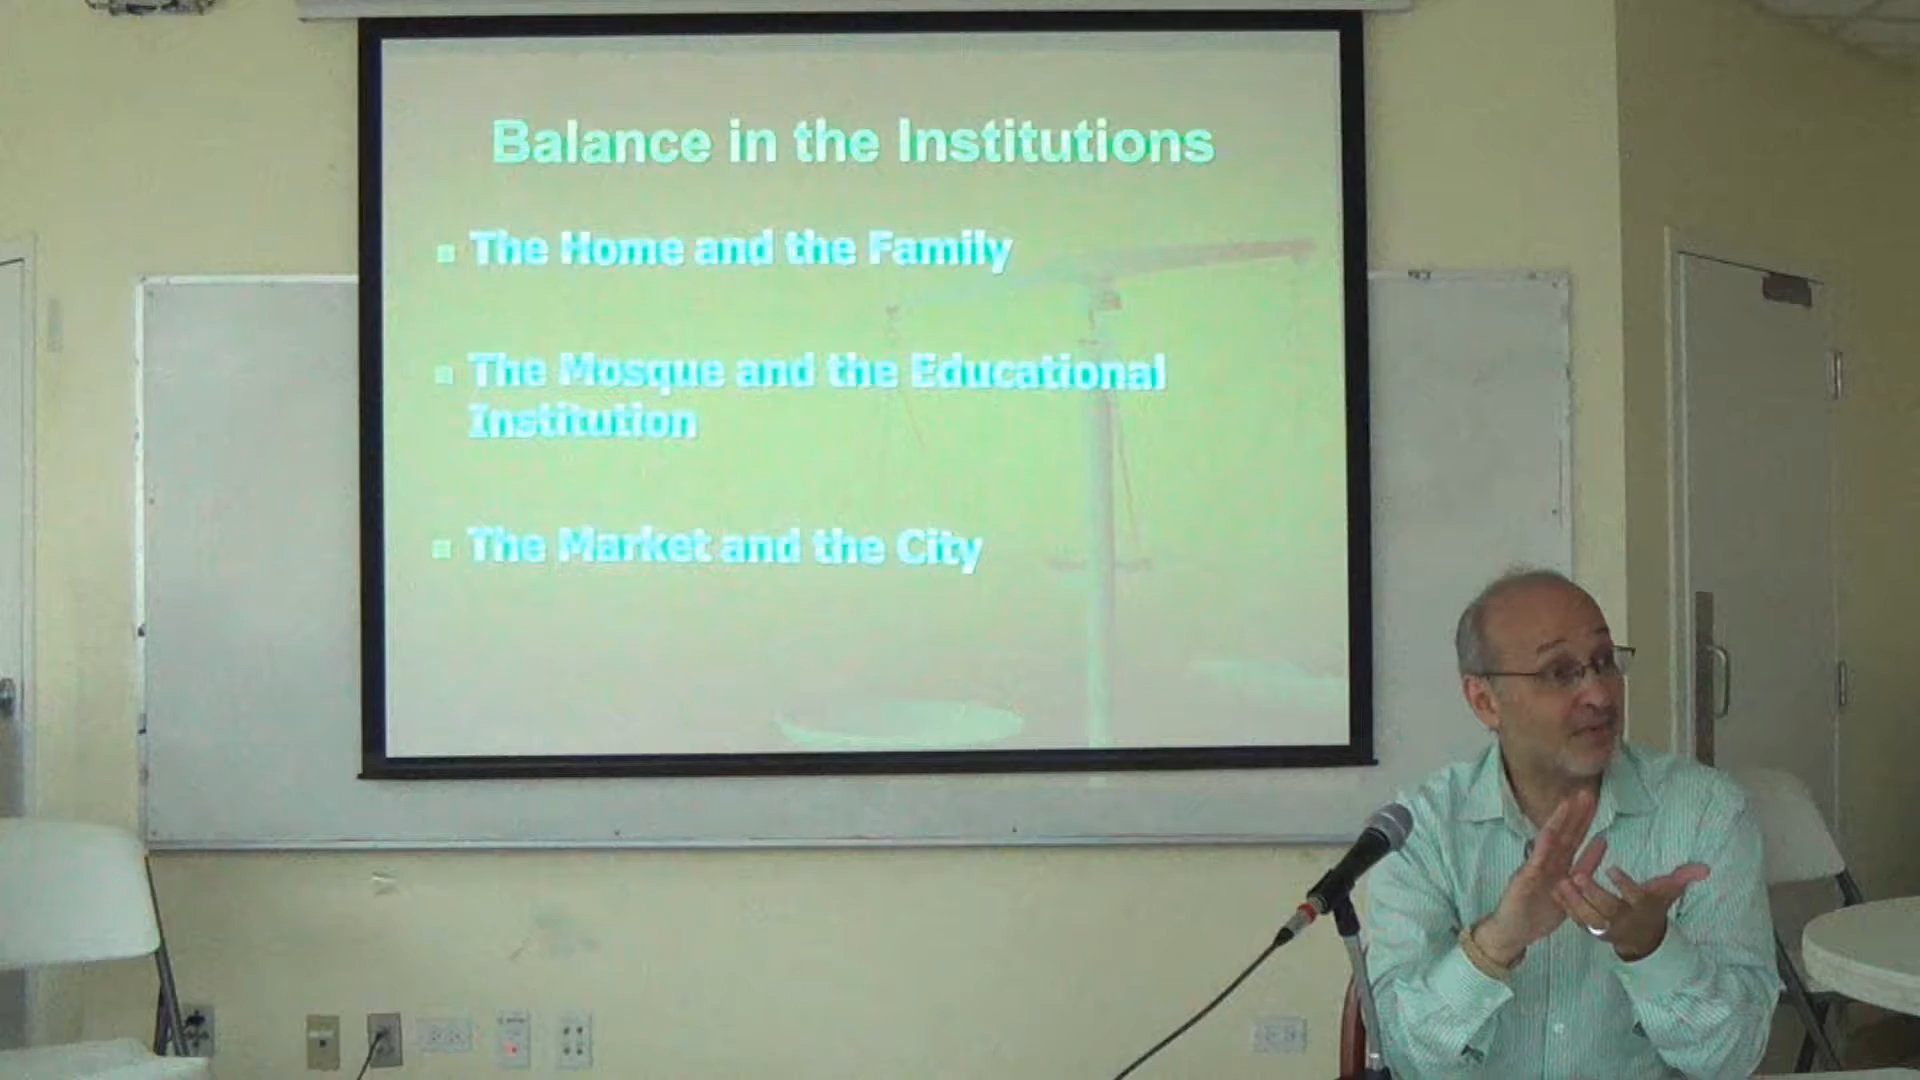 Balance in the Institutions
The Home and the Family
The Mosque and the Educational
Institution
The Market and the City